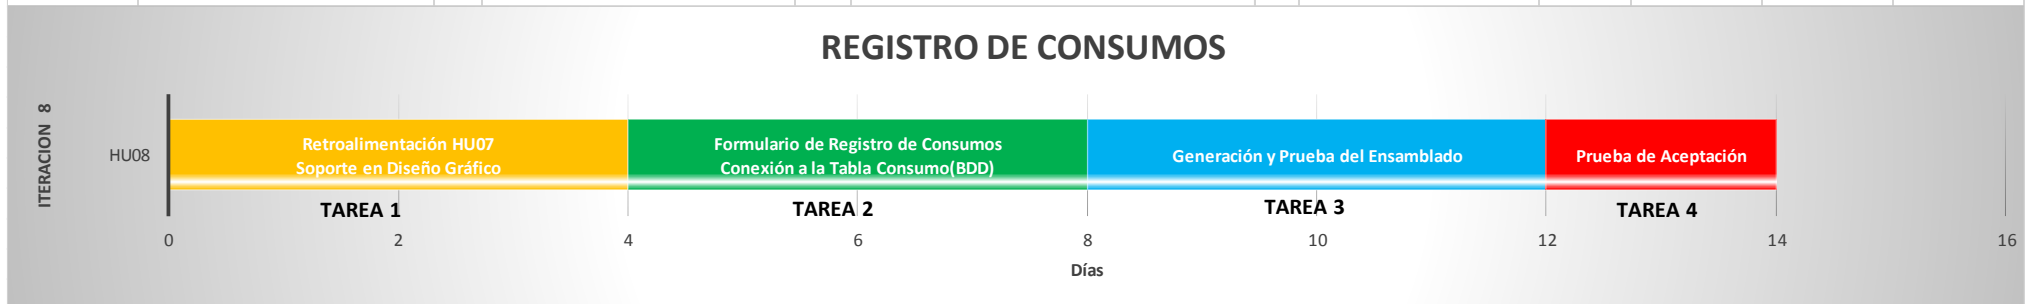 REGISTRO DE CONSUMOS
ITERACION 8
HU08
Retroalimentación HU07
Soporte en Diseño Gráfico
Formulario de Registro de Consumos
Conexión a la Tabla Consumo(BDD)
Generación y Prueba del Ensamblado
Prueba de Aceptación
TAREA 1
TAREA 2
TAREA 3
TAREA 4
0 2 4 6 8 10 12 14 16
Días